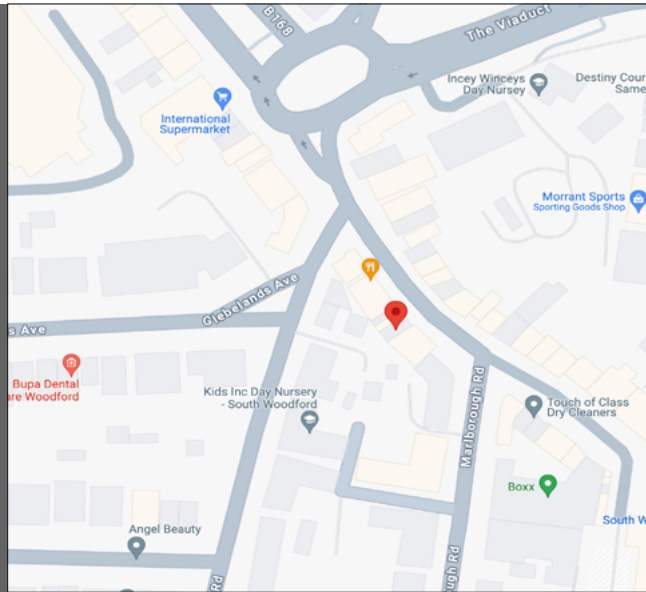 B168
The Viaduct
Incey Winceys
Day Nursey
Destiny Cour
Same
International
Supermarket
Morrant Sports
Sporting Goods Shop
Glebelands Ave
s Ave
Bupa Dental
are Woodford
Kids Inc Day Nursery
- South Woodford
Marlborough Rd
Touch of Class
Dry Cleaners
Boxx
South W
Angel Beauty
Rd
ugh Rd